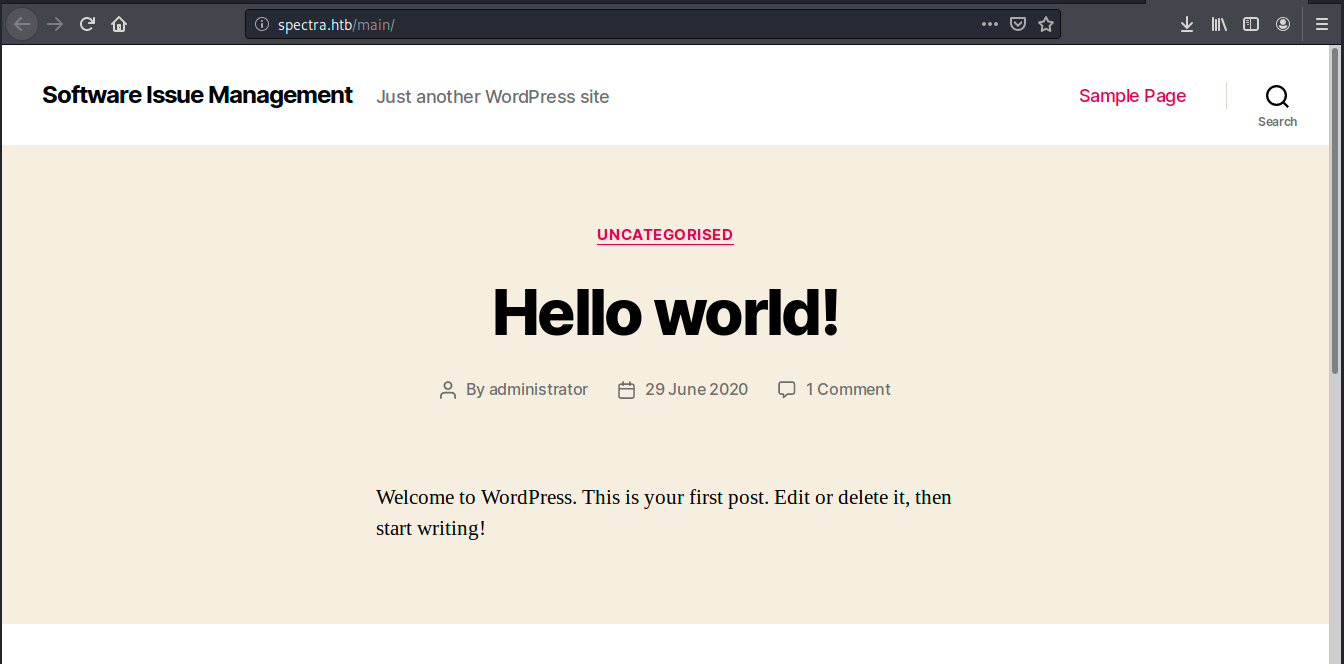 spectra.htb/main/
Software Issue Management Just another WordPress site Sample Page
Search
UNCATEGORISED
Hello world!
By administrator 29 June 2020 1 Comment
Welcome to WordPress. This is your first post. Edit or delete it, then
start writing!